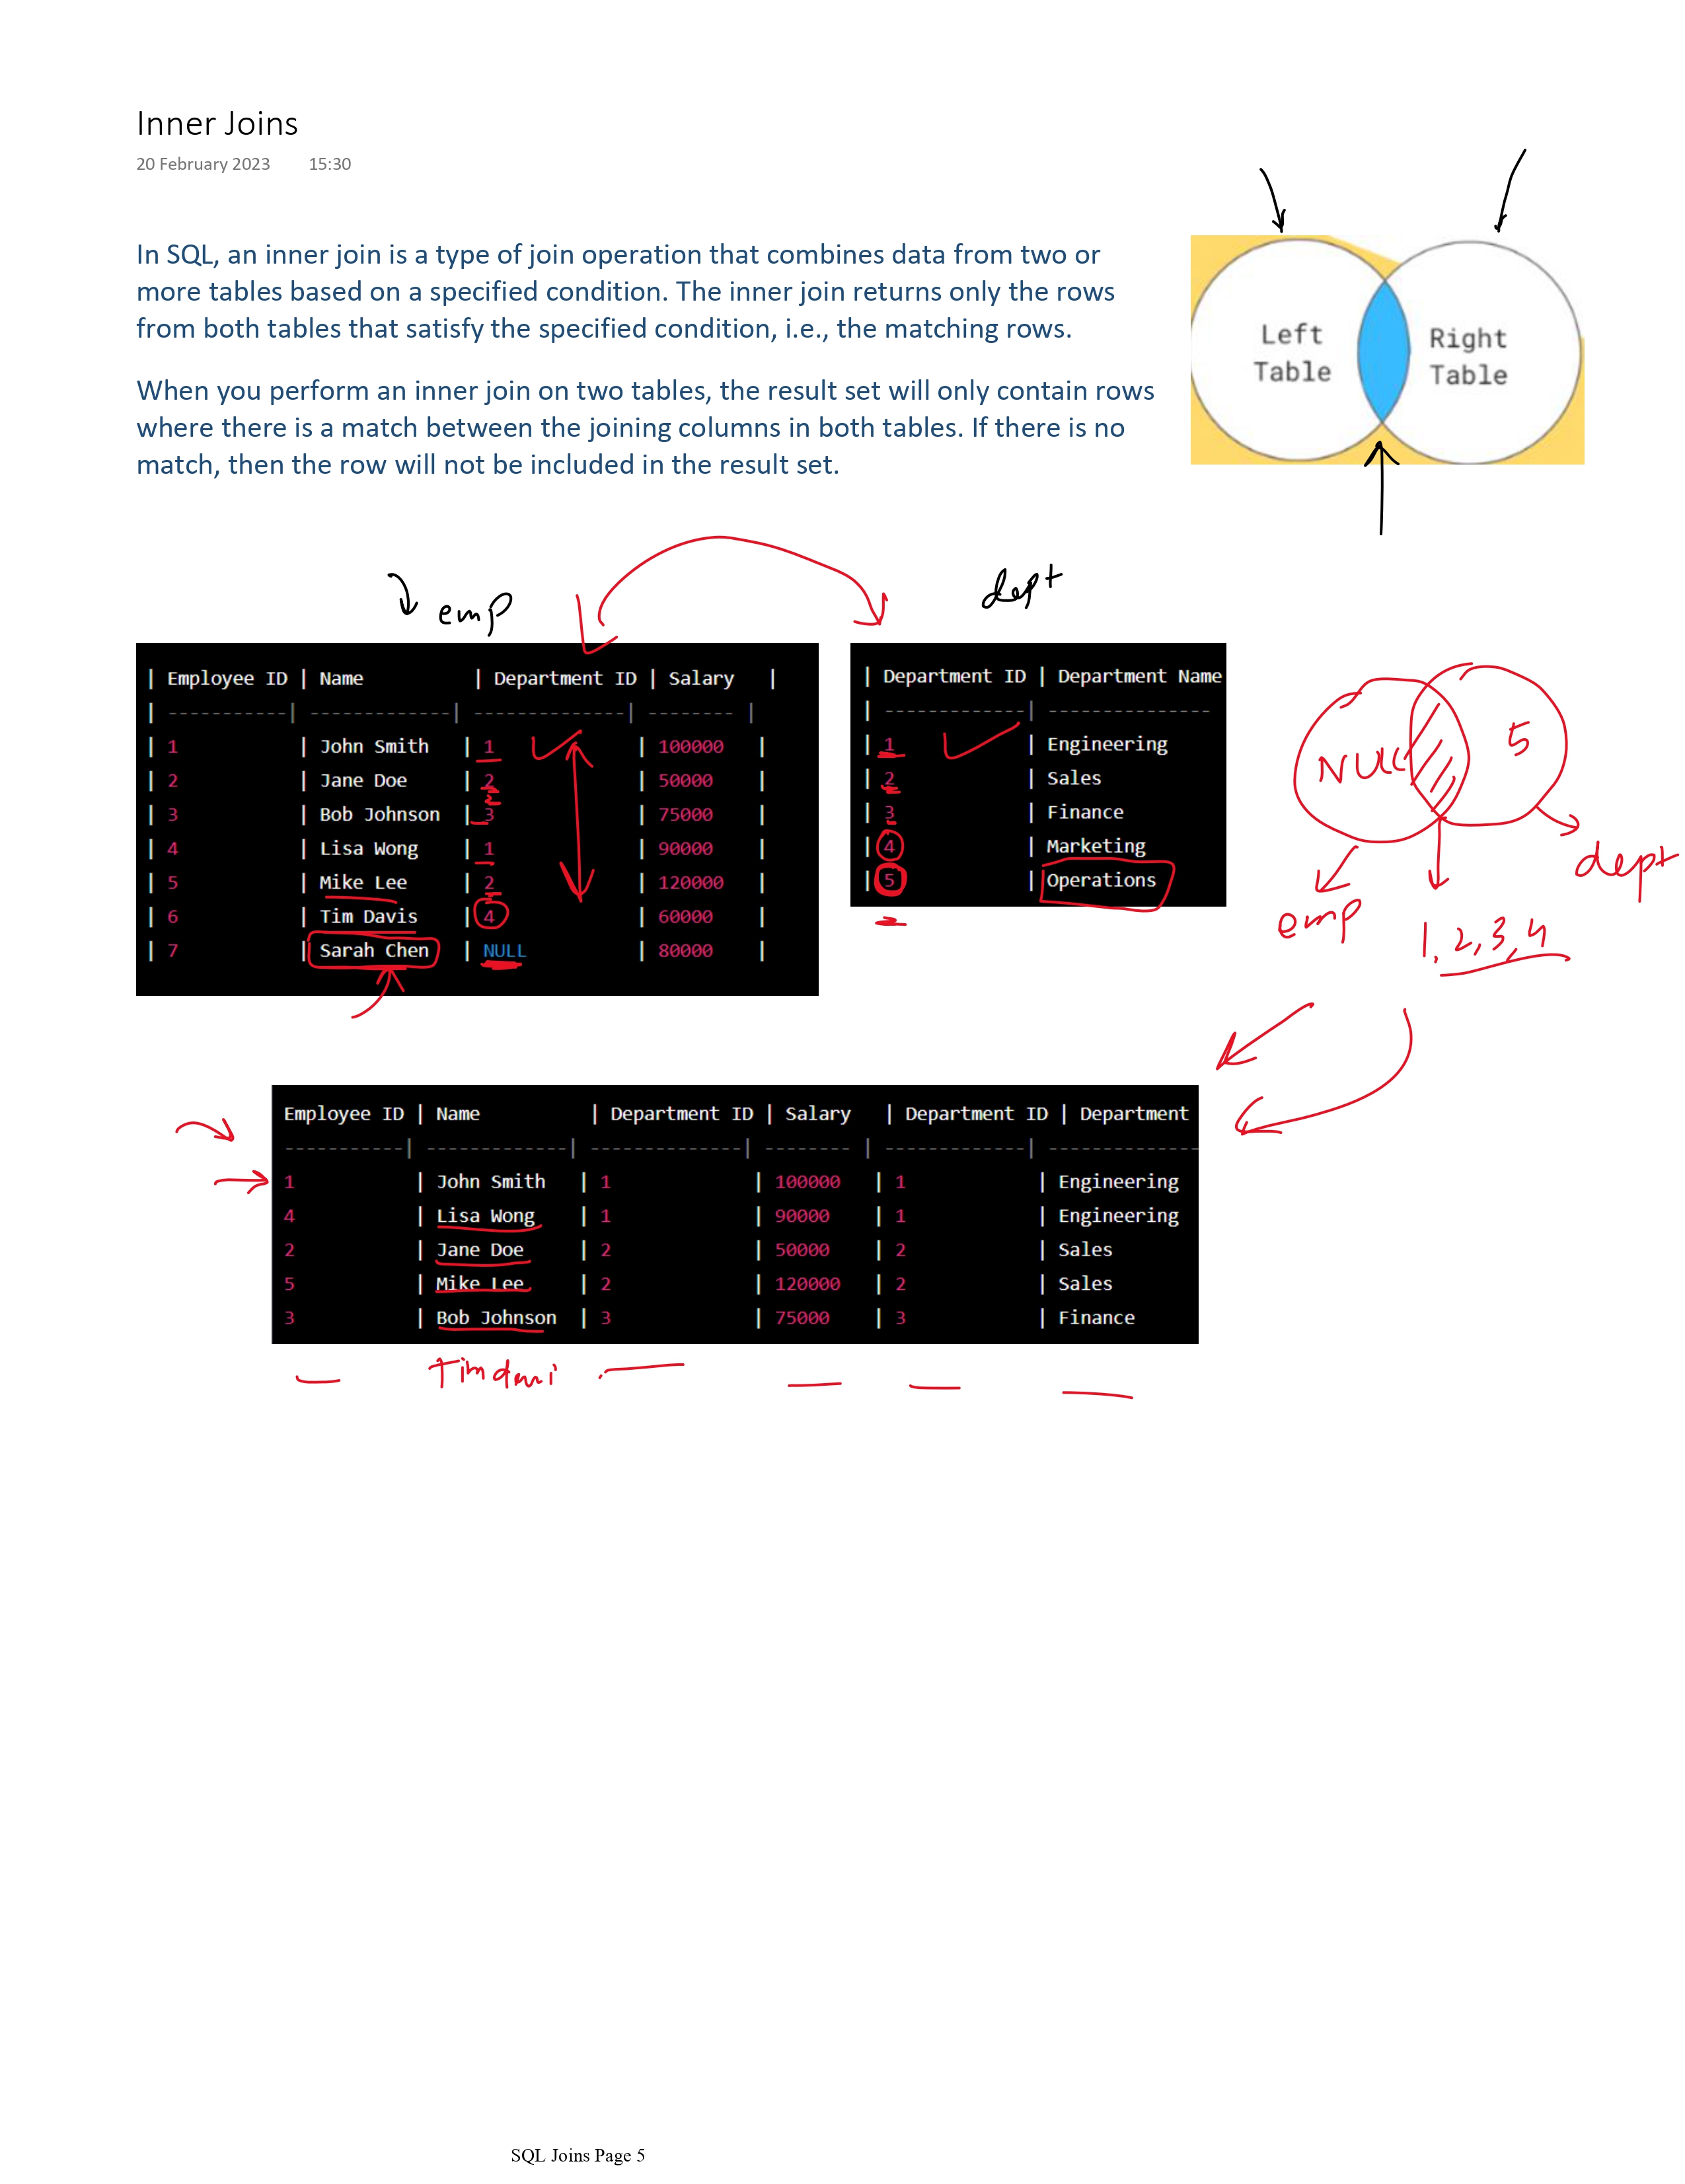 Inner Joins
20 February 2023 15:30
In SQL, an inner join is a type of join operation that combines data from two or
more tables based on a specified condition. The inner join returns only the rows
from both tables that satisfy the specified condition, i.e., the matching rows.
When you perform an inner join on two tables, the result set will only contain rows
where there is a match between the joining columns in both tables. If there is no
match, then the row will not be included in the result set.
Left
Table
Right
Table
emp
| Employee ID | Name | Department ID | Salary |
| -----------| -------------| --------------| -------- |
| 1 | John Smith | 1 | 100000 |
| 2 | Jane Doe | 2 | 50000 |
| 3 | Bob Johnson | 3 | 75000 |
| 4 | Lisa Wong | 1 | 90000 |
| 5 | Mike Lee | 2 | 120000 |
| 6 | Tim Davis | 4 | 60000 |
| 7 | Sarah Chen | NULL | 80000 |
dept
| Department ID | Department Name
| -------------| ---------------
| 1 | Engineering
| 2 | Sales
| 3 | Finance
| 4 | Marketing
| 5 | Operations
NULL
5
dept
emp
1, 2, 3, 4
Employee ID | Name | Department ID | Salary | Department ID | Department
-----------| -------------| --------------| -------- | -------------| --------------
1 | John Smith | 1 | 100000 | 1 | Engineering
4 | Lisa Wong | 1 | 90000 | 1 | Engineering
2 | Jane Doe | 2 | 50000 | 2 | Sales
5 | Mike Lee | 2 | 120000 | 2 | Sales
3 | Bob Johnson | 3 | 75000 | 3 | Finance
Tim
SQL Joins Page 5